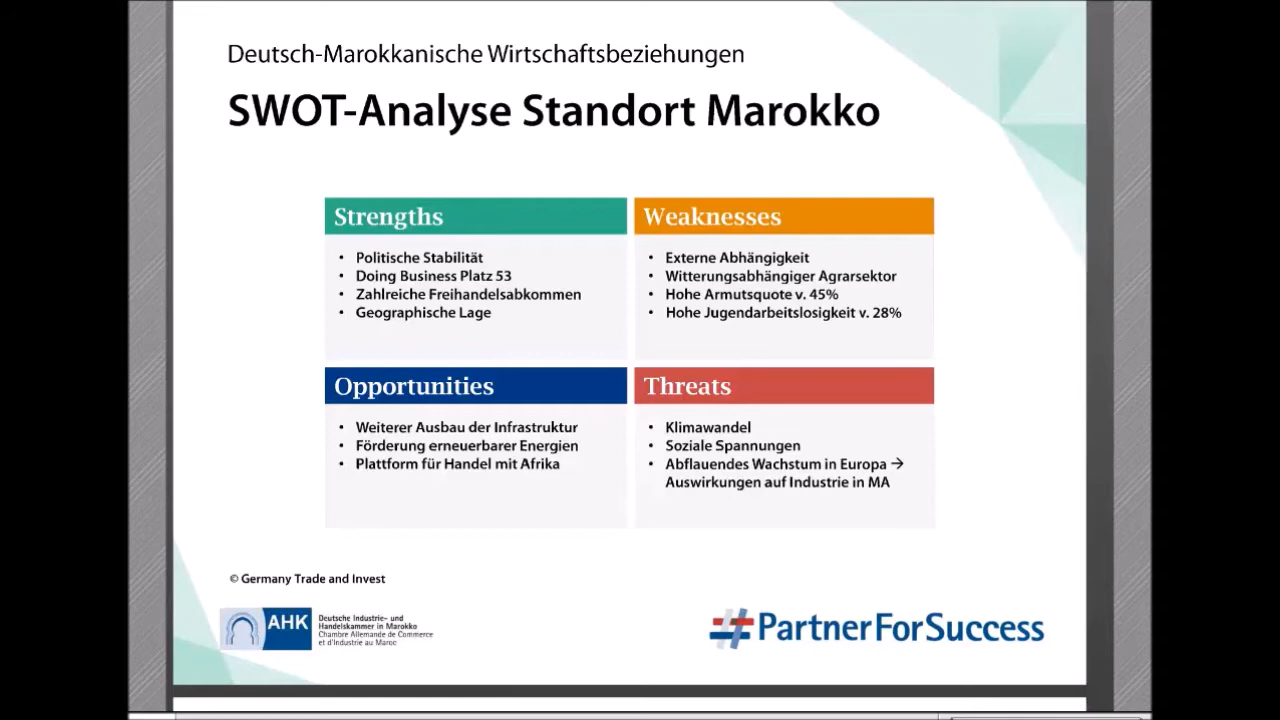 Deutsch-Marokkanische Wirtschaftsbeziehungen
SWOT-Analyse Standort Marokko
Strengths
• Politische Stabilität
• Doing Business Platz 53
• Zahlreiche Freihandelsabkommen
• Geographische Lage
Weaknesses
• Externe Abhängigkeit
• Witterungsabhängiger Agrarsektor
• Hohe Armutsquote v. 45%
• Hohe Jugendarbeitslosigkeit v. 28%
Opportunities
• Weiterer Ausbau der Infrastruktur
• Förderung erneuerbarer Energien
• Plattform für Handel mit Afrika
Threats
• Klimawandel
• Soziale Spannungen
• Abflauendes Wachstum in Europa →
Auswirkungen auf Industrie in MA
© Germany Trade and Invest
AHK
Deutsche Industrie- und
Handelskammer in Marokko
Chambre Allemande de Commerce
et d'Industrie au Maroc
#PartnerForSuccess